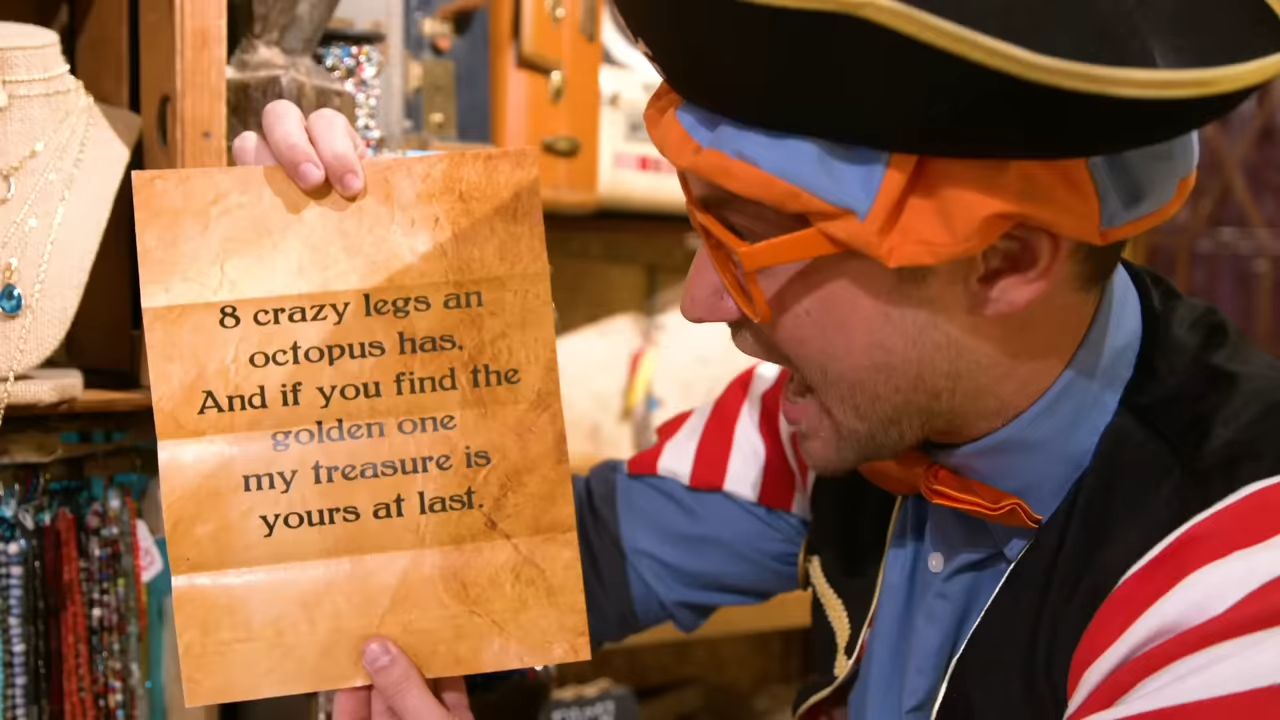 8 crazy legs an
octopus has,
And if you find the
golden one
my treasure is
yours at last.